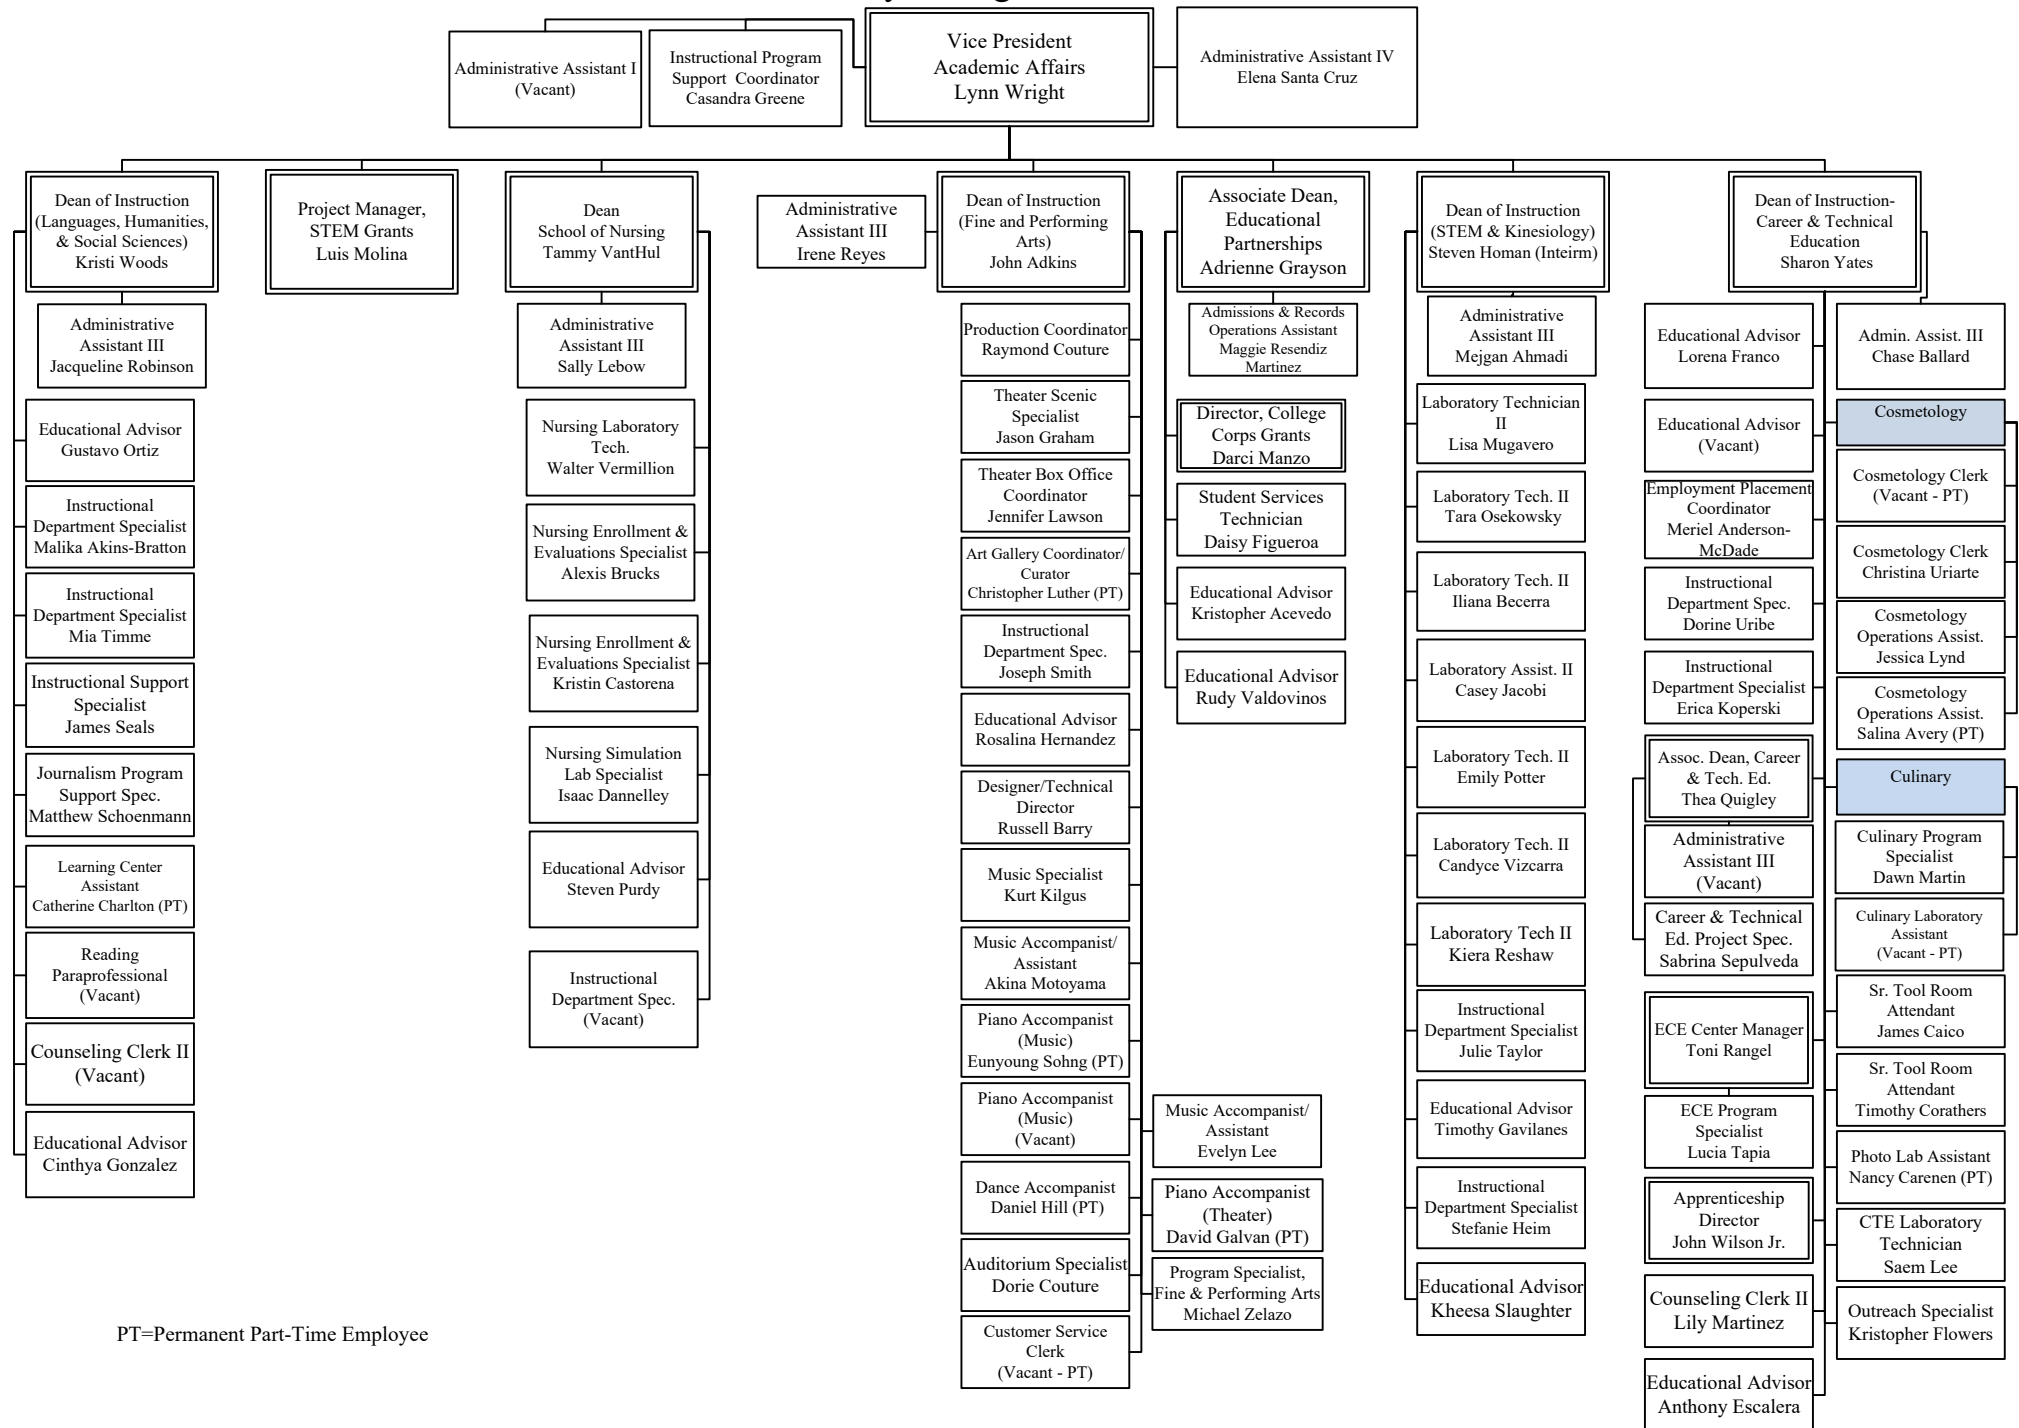 Vice President
Academic Affairs
Lynn Wright
Administrative Assistant I
(Vacant)
Instructional Program
Support Coordinator
Casandra Greene
Administrative Assistant IV
Elena Santa Cruz
Dean of Instruction
(Languages, Humanities,
& Social Sciences)
Kristi Woods
Administrative
Assistant III
Jacqueline Robinson
Educational Advisor
Gustavo Ortiz
Instructional
Department Specialist
Malika Akins-Bratton
Instructional
Department Specialist
Mia Timme
Instructional Support
Specialist
James Seals
Journalism Program
Support Spec.
Matthew Schoenmann
Learning Center
Assistant
Catherine Charlton (PT)
Reading
Paraprofessional
(Vacant)
Counseling Clerk II
(Vacant)
Educational Advisor
Cinthya Gonzalez
Project Manager,
STEM Grants
Luis Molina
Dean
School of Nursing
Tammy VantHul
Administrative
Assistant III
Sally Lebow
Nursing Laboratory
Tech.
Walter Vermillion
Nursing Enrollment &
Evaluations Specialist
Alexis Brucks
Nursing Enrollment &
Evaluations Specialist
Kristin Castorena
Nursing Simulation
Lab Specialist
Isaac Dannelley
Educational Advisor
Steven Purdy
Instructional
Department Spec.
(Vacant)
Administrative
Assistant III
Irene Reyes
Dean of Instruction
(Fine and Performing
Arts)
John Adkins
Production Coordinator
Raymond Couture
Theater Scenic
Specialist
Jason Graham
Theater Box Office
Coordinator
Jennifer Lawson
Art Gallery Coordinator/
Curator
Christopher Luther (PT)
Instructional
Department Spec.
Joseph Smith
Educational Advisor
Rosalina Hernandez
Designer/Technical
Director
Russell Barry
Music Specialist
Kurt Kilgus
Music Accompanist/
Assistant
Akina Motoyama
Piano Accompanist
(Music)
Eunyoung Sohng (PT)
Piano Accompanist
(Music)
(Vacant)
Dance Accompanist
Daniel Hill (PT)
Auditorium Specialist
Dorie Couture
Customer Service
Clerk
(Vacant - PT)
Music Accompanist/
Assistant
Evelyn Lee
Piano Accompanist
(Theater)
David Galvan (PT)
Program Specialist,
Fine & Performing Arts
Michael Zelazo
Associate Dean,
Educational
Partnerships
Adrienne Grayson
Admissions & Records
Operations Assistant
Maggie Resendiz
Martinez
Director, College
Corps Grants
Darci Manzo
Student Services
Technician
Daisy Figueroa
Educational Advisor
Kristopher Acevedo
Educational Advisor
Rudy Valdovinos
Dean of Instruction
(STEM & Kinesiology)
Steven Homan (Inteirm)
Administrative
Assistant III
Mejgan Ahmadi
Laboratory Technician
II
Lisa Mugavero
Laboratory Tech. II
Tara Osekowsky
Laboratory Tech. II
Iliana Becerra
Laboratory Assist. II
Casey Jacobi
Laboratory Tech. II
Emily Potter
Laboratory Tech. II
Candyce Vizcarra
Laboratory Tech II
Kiera Reshaw
Instructional
Department Specialist
Julie Taylor
Educational Advisor
Timothy Gavilanes
Instructional
Department Specialist
Stefanie Heim
Educational Advisor
Kheesa Slaughter
Dean of Instruction-
Career & Technical
Education
Sharon Yates
Educational Advisor
Lorena Franco
Educational Advisor
(Vacant)
Employment Placement
Coordinator
Meriel Anderson-
McDade
Instructional
Department Spec.
Dorine Uribe
Instructional
Department Specialist
Erica Koperski
Assoc. Dean, Career
& Tech. Ed.
Thea Quigley
Administrative
Assistant III
(Vacant)
Career & Technical
Ed. Project Spec.
Sabrina Sepulveda
ECE Center Manager
Toni Rangel
ECE Program
Specialist
Lucia Tapia
Apprenticeship
Director
John Wilson Jr.
Counseling Clerk II
Lily Martinez
Educational Advisor
Anthony Escalera
Admin. Assist. III
Chase Ballard
Cosmetology
Cosmetology Clerk
(Vacant - PT)
Cosmetology Clerk
Christina Uriarte
Cosmetology
Operations Assist.
Jessica Lynd
Cosmetology
Operations Assist.
Salina Avery (PT)
Culinary
Culinary Program
Specialist
Dawn Martin
Culinary Laboratory
Assistant
(Vacant - PT)
Sr. Tool Room
Attendant
James Caico
Sr. Tool Room
Attendant
Timothy Corathers
Photo Lab Assistant
Nancy Carenen (PT)
CTE Laboratory
Technician
Saem Lee
Outreach Specialist
Kristopher Flowers
PT=Permanent Part-Time Employee